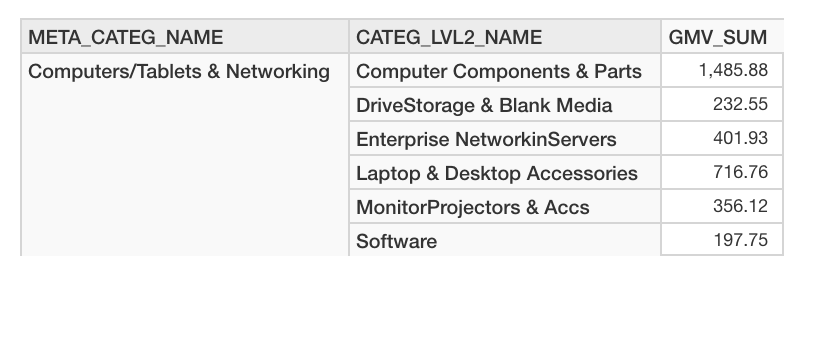 META_CATEG_NAME CATEG_LVL2_NAME GMV_SUM
Computers/Tablets & Networking Computer Components & Parts 1,485.88
DriveStorage & Blank Media 232.55
Enterprise NetworkinServers 401.93
Laptop & Desktop Accessories 716.76
MonitorProjectors & Accs 356.12
Software 197.75